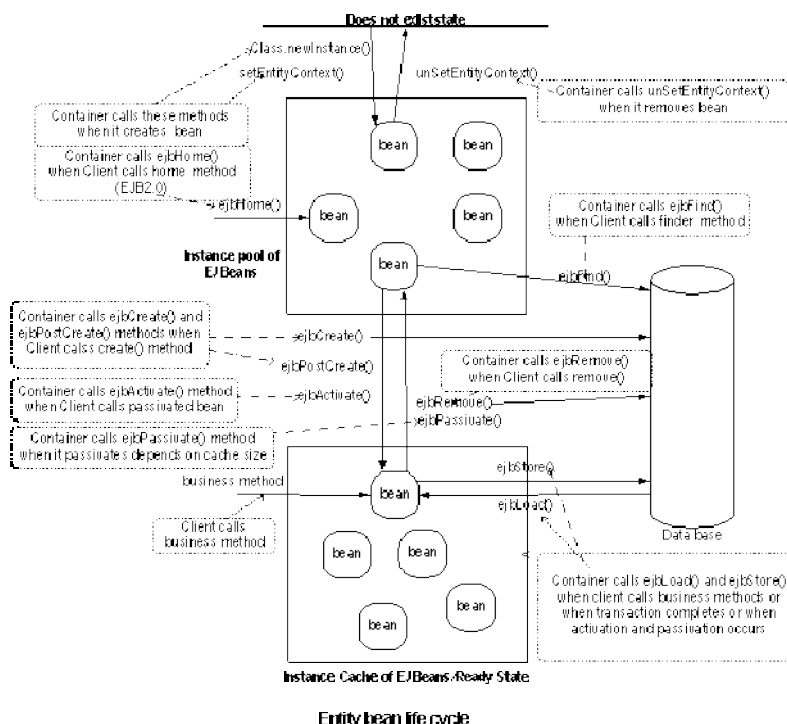 Does not exist state
Class.newInstance()
setEntityContext()
unSetEntityContext()
Container calls these methods
when it creates bean
Container calls unSetEntityContext()
when it removes bean
Container calls ejbHome()
when Client calls home method
(EJB2.0)
ejbHome()
bean
bean
bean
bean
bean
Instance pool of
EJBeans
Container calls ejbFind()
when Client calls finder method
ejbFind()
Container calls ejbCreate() and
ejbPostCreate() methods when
Client calss create() method
ejbCreate()
ejbPostCreate()
Container calls ejbRemove()
when Client calls remove()
Container calls ejbActivate() method
when Client calls passivated bean
ejbActivate()
ejbRemove()
ejbPassivate()
Container calls ejbPassivate() method
when it passivates depends on cache size
business method
Client calls
business method
bean
bean
bean
bean
bean
ejbStore()
ejbLoad()
Data base
Container calls ejbLoad() and ejbStore()
when client calls business methods or
when transaction completes or when
activation and passivation occurs
Instance Cache of EJBeans-Ready State
Entity bean life cycle